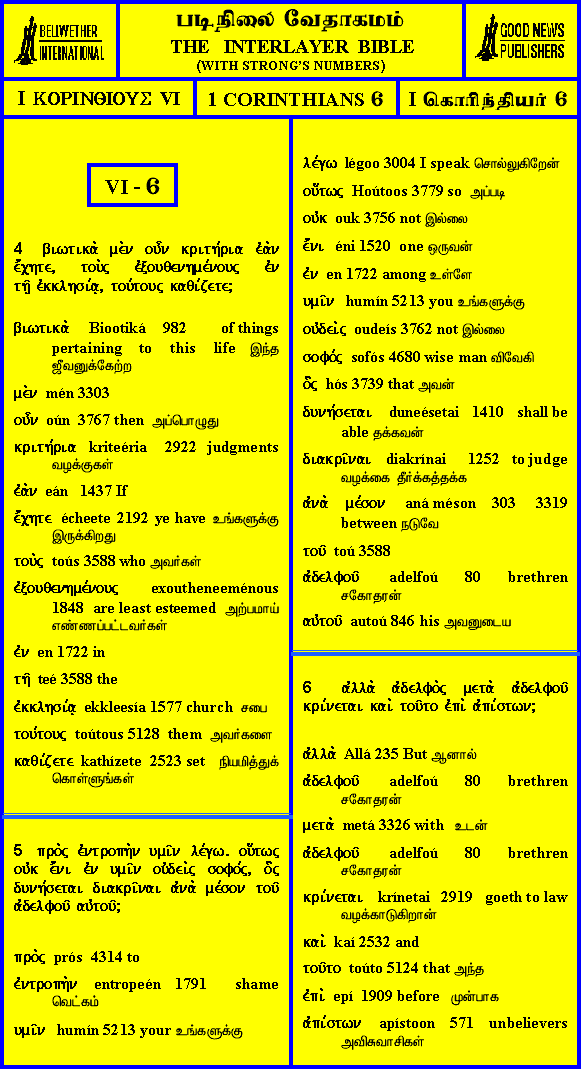 BELLWETHER
INTERNATIONAL
படிநிலை வேதாகமம்
THE INTERLAYER BIBLE
(WITH STRONG'S NUMBERS)
GOOD NEWS
PUBLISHERS
I ΚΟΡΙΝΘΙΟΥΣ VI
1 CORINTHIANS 6
I கொரிந்தியர் 6
VI - 6
4 βιωτικὰ μὲν οὖν κριτήρια ἐὰν
ἔχητε, τοὺς ἐξουθενημένους ἐν
τῇ ἐκκλησίᾳ, τούτους καθίζετε;
βιωτικὰ Biootiká 982 of things
pertaining to this life இந்த
ஜீவனுக்கேற்ற
μὲν mén 3303
οὖν oún 3767 then அப்பொழுது
κριτήρια kriteéria 2922 judgments
வழக்குகள்
ἐὰν eán 1437 If
ἔχητε écheete 2192 ye have உங்களுக்கு
இருக்கிறது
τοὺς toús 3588 who அவர்கள்
ἐξουθενημένους exoutheneeménous
1848 are least esteemed அற்பமாய்
எண்ணப்பட்டவர்கள்
ἐν en 1722 in
τῇ teé 3588 the
ἐκκλησίᾳ ekkleesía 1577 church சபை
τούτους toútous 5128 them அவர்களை
καθίζετε kathízete 2523 set நியமித்துக்
கொள்ளுங்கள்
5 πρὸς ἐντροπὴν υμῖν λέγω. οὕτως
οὐκ ἔνι ἐν υμῖν οὐδεὶς σοφός, ὃς
δυνήσεται διακρῖναι ἀνὰ μέσον τοῦ
ἀδελφοῦ αὐτοῦ;
πρὸς prós 4314 to
ἐντροπὴν entropeén 1791 shame
வெட்கம்
υμῖν humín 5213 your உங்களுக்கு
λέγω légoo 3004 I speak சொல்லுகிறேன்
οὕτως Hoútoos 3779 so அப்படி
οὐκ ouk 3756 not இல்லை
ἔνι éni 1520 one ஒருவன்
ἐν en 1722 among உள்ளே
υμῖν humín 5213 you உங்களுக்கு
οὐδεὶς oudeís 3762 not இல்லை
σοφός sofós 4680 wise man விவேகி
ὃς hós 3739 that அவன்
δυνήσεται duneésetai 1410 shall be
able தக்கவன்
διακρῖναι diakrínai 1252 to judge
வழக்கை தீர்க்கத்தக்க
ἀνὰ μέσον aná méson 303 3319
between நடுவே
τοῦ toú 3588
ἀδελφοῦ adelfoú 80 brethren
சகோதரன்
αὐτοῦ autoú 846 his அவனுடைய
6 ἀλλὰ ἀδελφὸς μετὰ ἀδελφοῦ
κρίνεται καὶ τοῦτο ἐπὶ ἀπίστων;
ἀλλὰ Allá 235 But ஆனால்
ἀδελφοῦ adelfoú 80 brethren
சகோதரன்
μετὰ metá 3326 with உடன்
ἀδελφοῦ adelfoú 80 brethren
சகோதரன்
κρίνεται krínetai 2919 goeth to law
வழக்காடுகிறான்
καὶ kaí 2532 and
τοῦτο toúto 5124 that அந்த
ἐπὶ epí 1909 before முன்பாக
ἀπίστων apístoon 571 unbelievers
அவிசுவாசிகள்